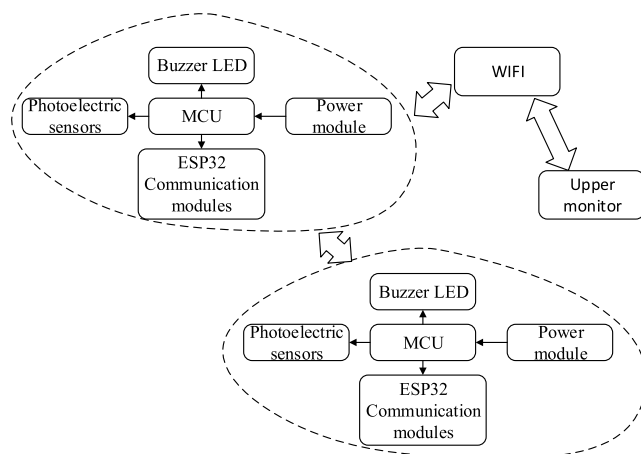 Buzzer LED
Photoelectric
sensors
MCU
Power
module
ESP32
Communication
modules
WIFI
Upper
monitor
Buzzer LED
Photoelectric
sensors
MCU
Power
module
ESP32
Communication
modules